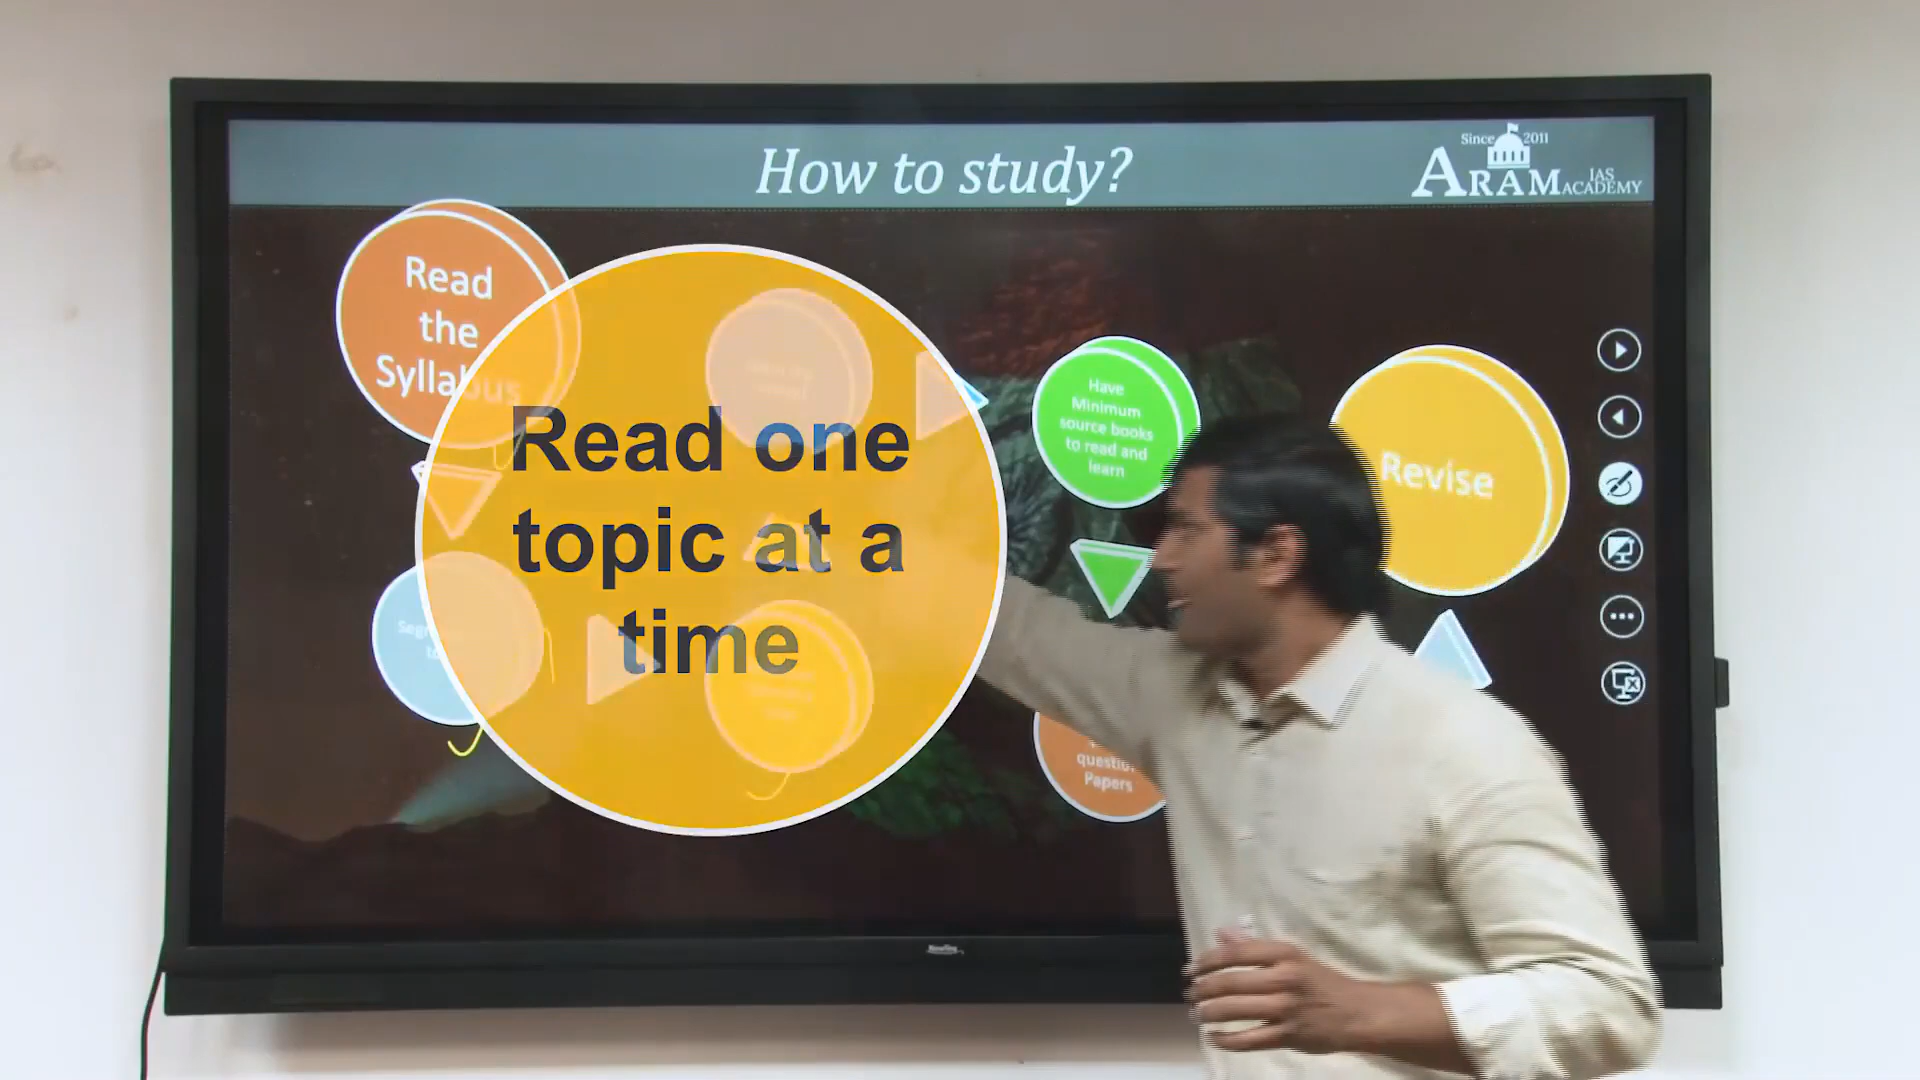 How to study?
Since 2011
ARAM IAS ACADEMY
Read
the
Syllabus
Read one
topic at a
time
Have
Minimum
source books
to read and
learn
Revise
Papers